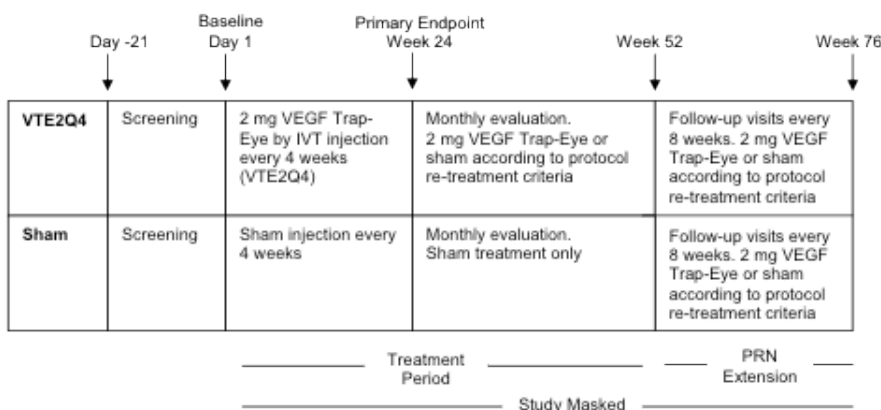 Baseline
Primary Endpoint
Day -21
Day 1
Week 24
Week 52
Week 76
VTE2Q4
Screening
2 mg VEGF Trap-
Eye by IVT injection
every 4 weeks
(VTE2Q4)
Monthly evaluation.
2 mg VEGF Trap-Eye or
sham according to protocol
re-treatment criteria
Follow-up visits every
8 weeks. 2 mg VEGF
Trap-Eye or sham
according to protocol
re-treatment criteria
Sham
Screening
Sham injection every
4 weeks
Monthly evaluation.
Sham treatment only
Follow-up visits every
8 weeks. 2 mg VEGF
Trap-Eye or sham
according to protocol
re-treatment criteria
Treatment
Period
PRN
Extension
Study Masked